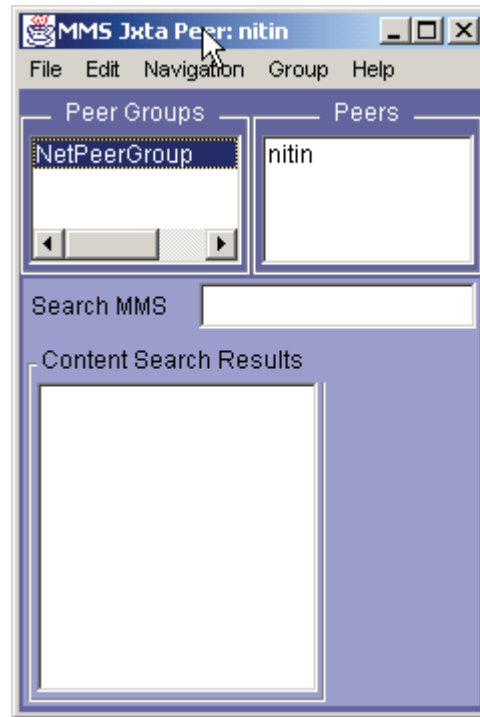 MMS Jxta Peer: nitin
File Edit Navigation Group Help
Peer Groups Peers
NetPeerGroup nitin
Search MMS
Content Search Results